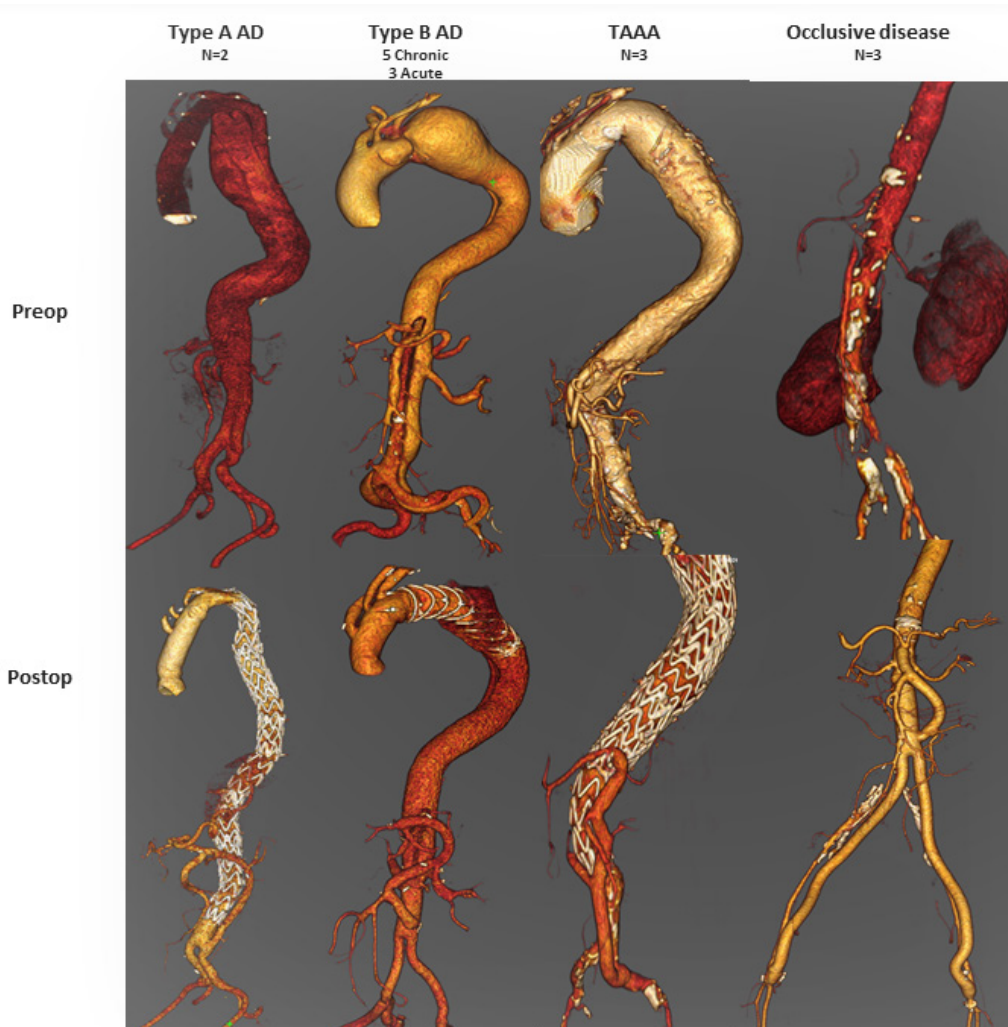 Type A AD
N=2
Type B AD
5 Chronic
3 Acute
TAAA
N=3
Occlusive disease
N=3
Preop
Postop